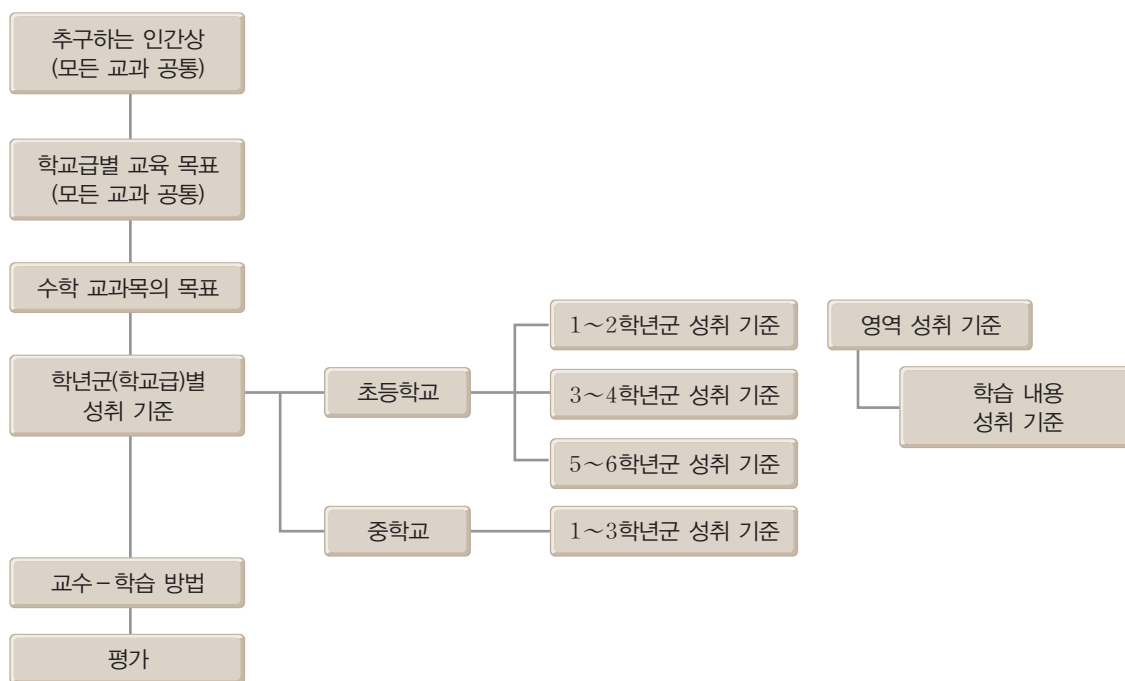 추구하는 인간상
(모든 교과 공통)
학교급별 교육 목표
(모든 교과 공통)
수학 교과목의 목표
학년군(학교급)별
성취 기준
초등학교
1~2학년군 성취 기준
3~4학년군 성취 기준
5~6학년군 성취 기준
영역 성취 기준
학습 내용
성취 기준
중학교
1~3학년군 성취 기준
교수-학습 방법
평가